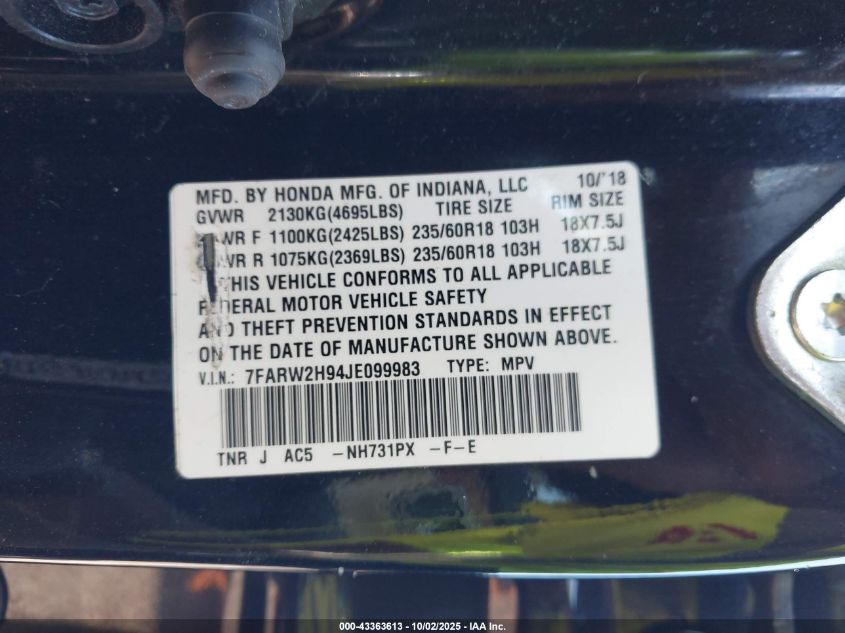 MFD. BY HONDA MFG. OF INDIANA, LLC 10/'18
GVWR 2130KG(4695LBS) TIRE SIZE RIM SIZE
WR F 1100KG(2425LBS) 235/60R18 103H 18X7.5J
WR R 1075KG(2369LBS) 235/60R18 103H 18X7.5J
THIS VEHICLE CONFORMS TO ALL APPLICABLE
FEDERAL MOTOR VEHICLE SAFETY
AND THEFT PREVENTION STANDARDS IN EFFECT
ON THE DATE OF MANUFACTURE SHOWN ABOVE.
V.I.N.: 7FARW2H94JE099983 TYPE: MPV
TNR J AC5 -NH731PX -F-E
000-43363613 - 10/02/2025 - IAA Inc.